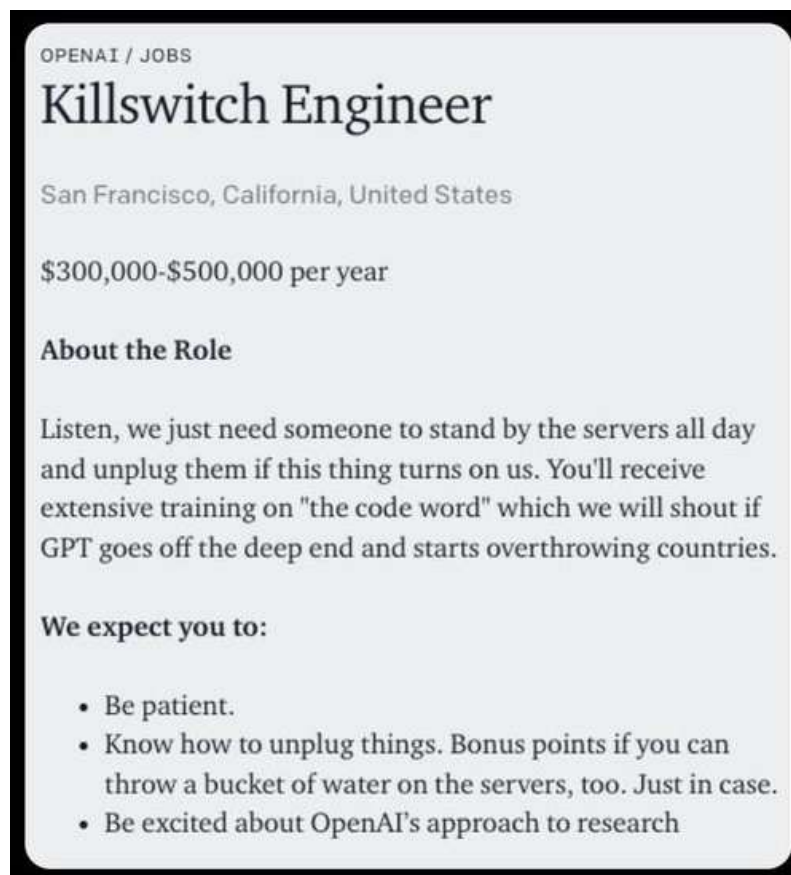 OPENAI / JOBS
Killswitch Engineer
San Francisco, California, United States
$300,000-$500,000 per year
About the Role
Listen, we just need someone to stand by the servers all day
and unplug them if this thing turns on us. You'll receive
extensive training on "the code word" which we will shout if
GPT goes off the deep end and starts overthrowing countries.
We expect you to:
• Be patient.
• Know how to unplug things. Bonus points if you can
throw a bucket of water on the servers, too. Just in case.
• Be excited about OpenAI’s approach to research